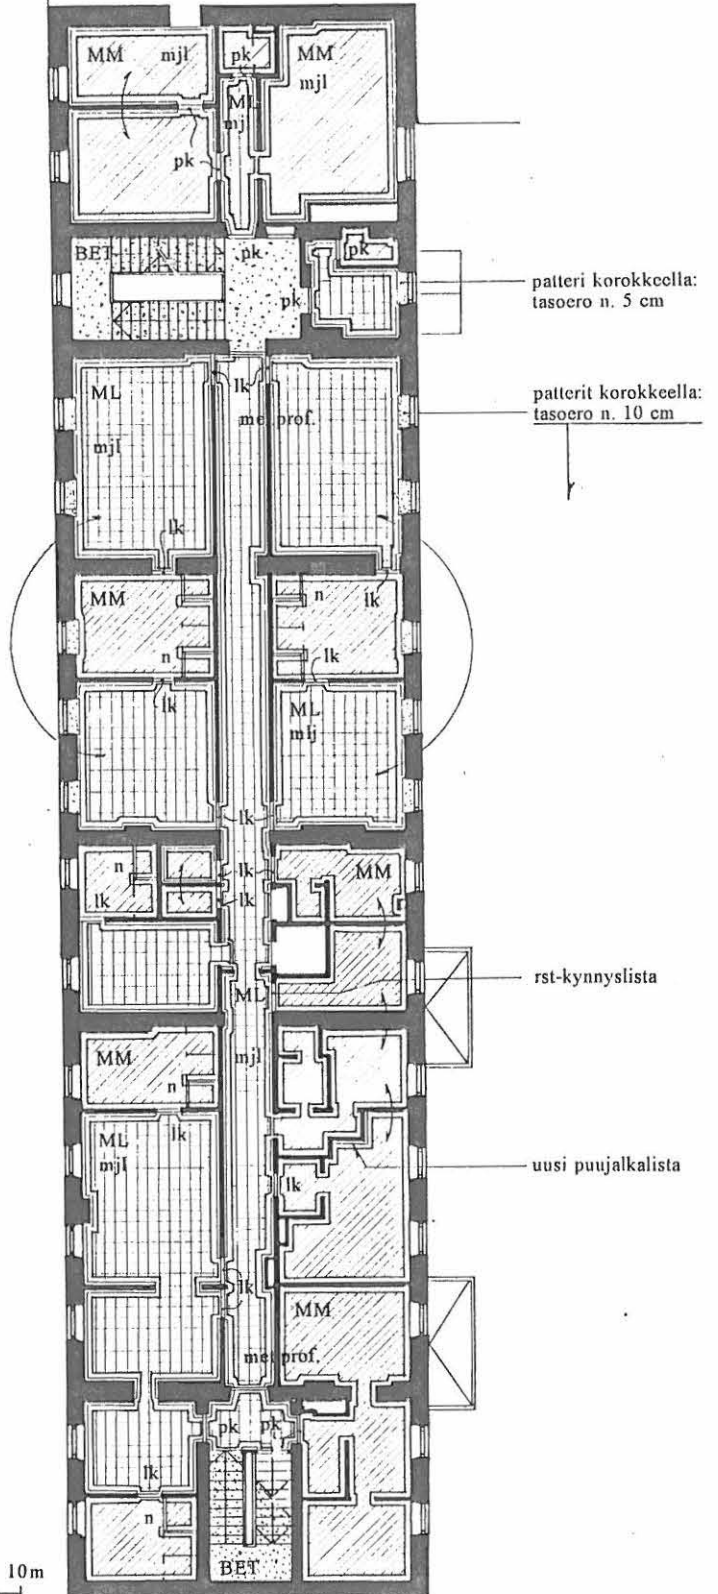 MM mjl
pk
MM
mjl
ML
mjl
pk
BET
pk
pk
pk
patteri korokkeella:
tasoero n. 5 cm
ML
lk
met prof.
patterit korokkeella:
tasoero n. 10 cm
mjl
lk
MM
n
lk
n
lk
lk
ML
mlj
lk
n
lk
MM
lk
lk
rst-kynnyslista
ML
MM
mjl
n
lk
ML
mjl
lk
uusi puujalkalista
lk
MM
met prof.
pk
pk
lk
n
BET
10m